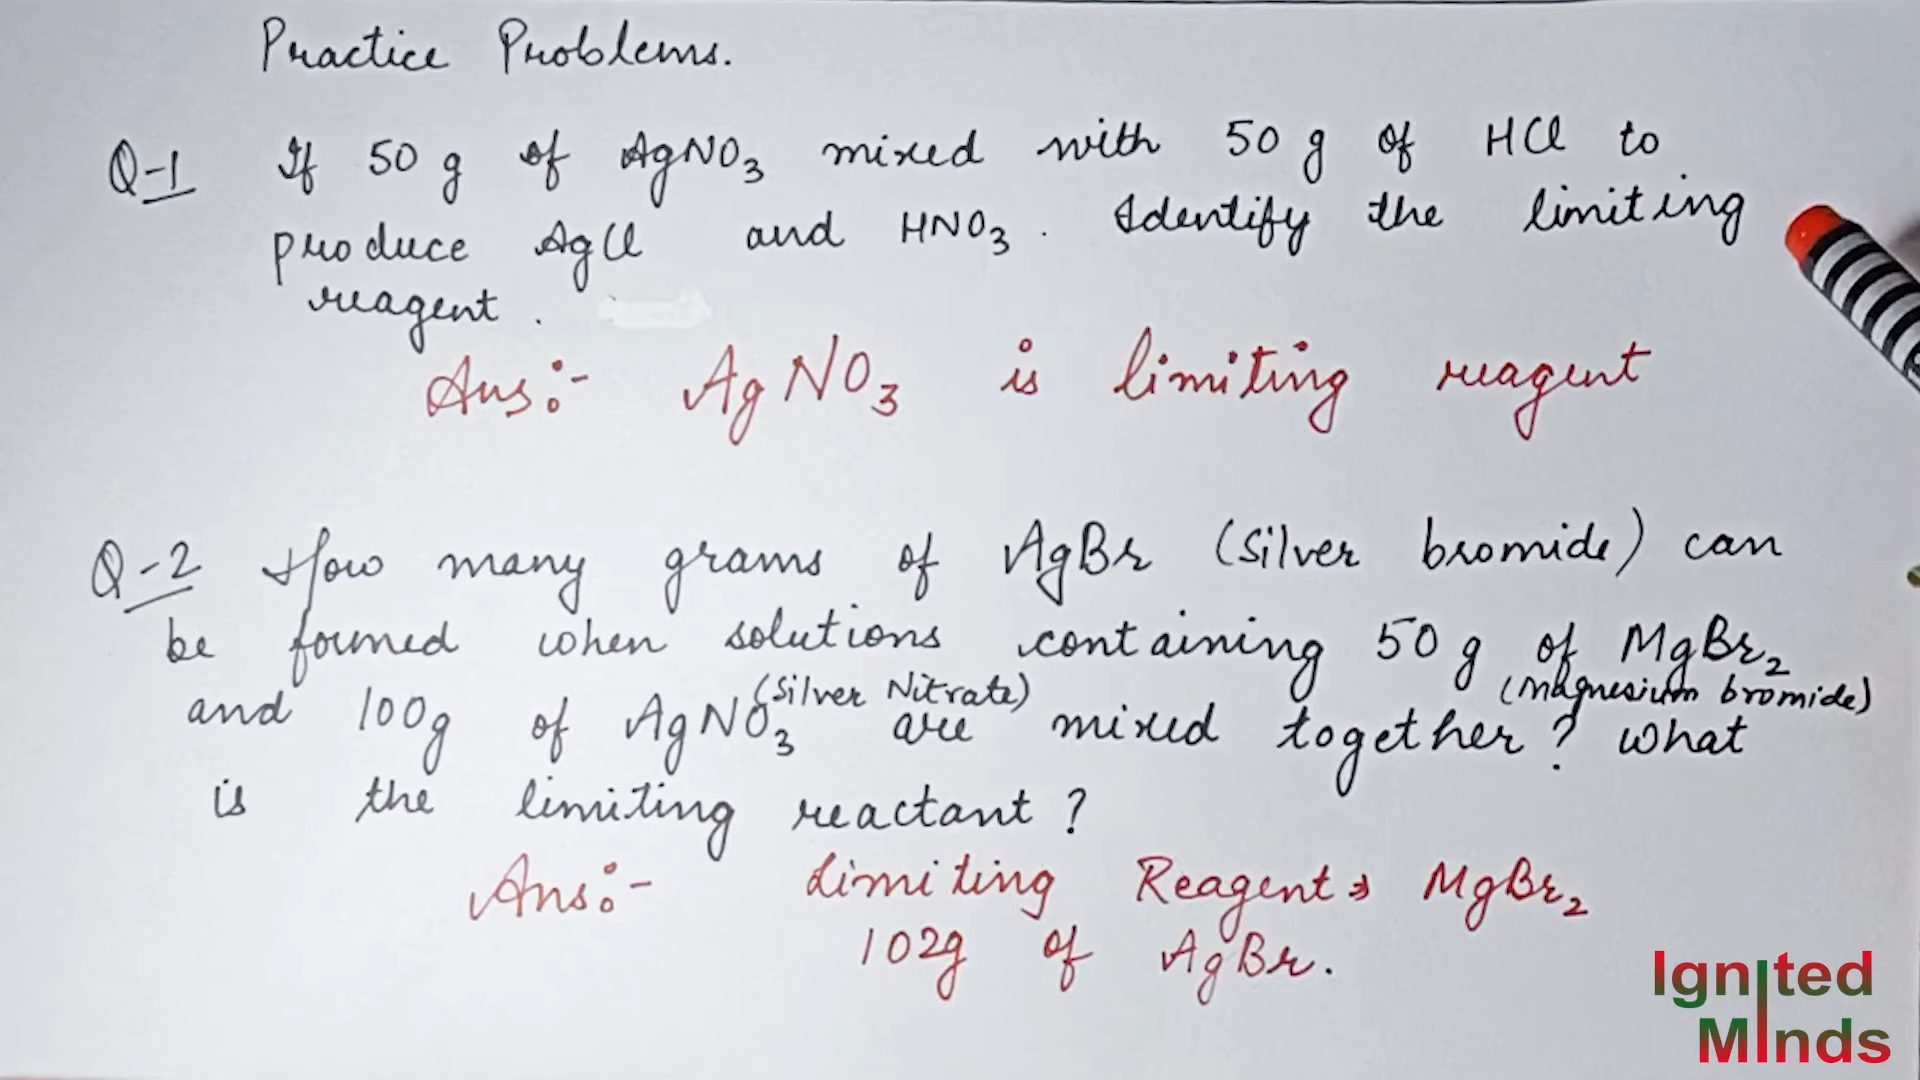 Practice Problems.
Q-1 If 50 g of AgNO3 mixed with 50 g of HCl to
produce AgCl and HNO3. Identify the limiting
reagent.
Ans:- AgNO3 is limiting reagent
Q-2 How many grams of AgBr (silver bromide) can
be formed when solutions containing 50 g of MgBr2
(Silver Nitrate) (Magnesium bromide)
and 100g of AgNO3 are mixed together? What
is the limiting reactant?
Ans:- Limiting Reagent → MgBr2
102g of AgBr.
Ignited
Minds